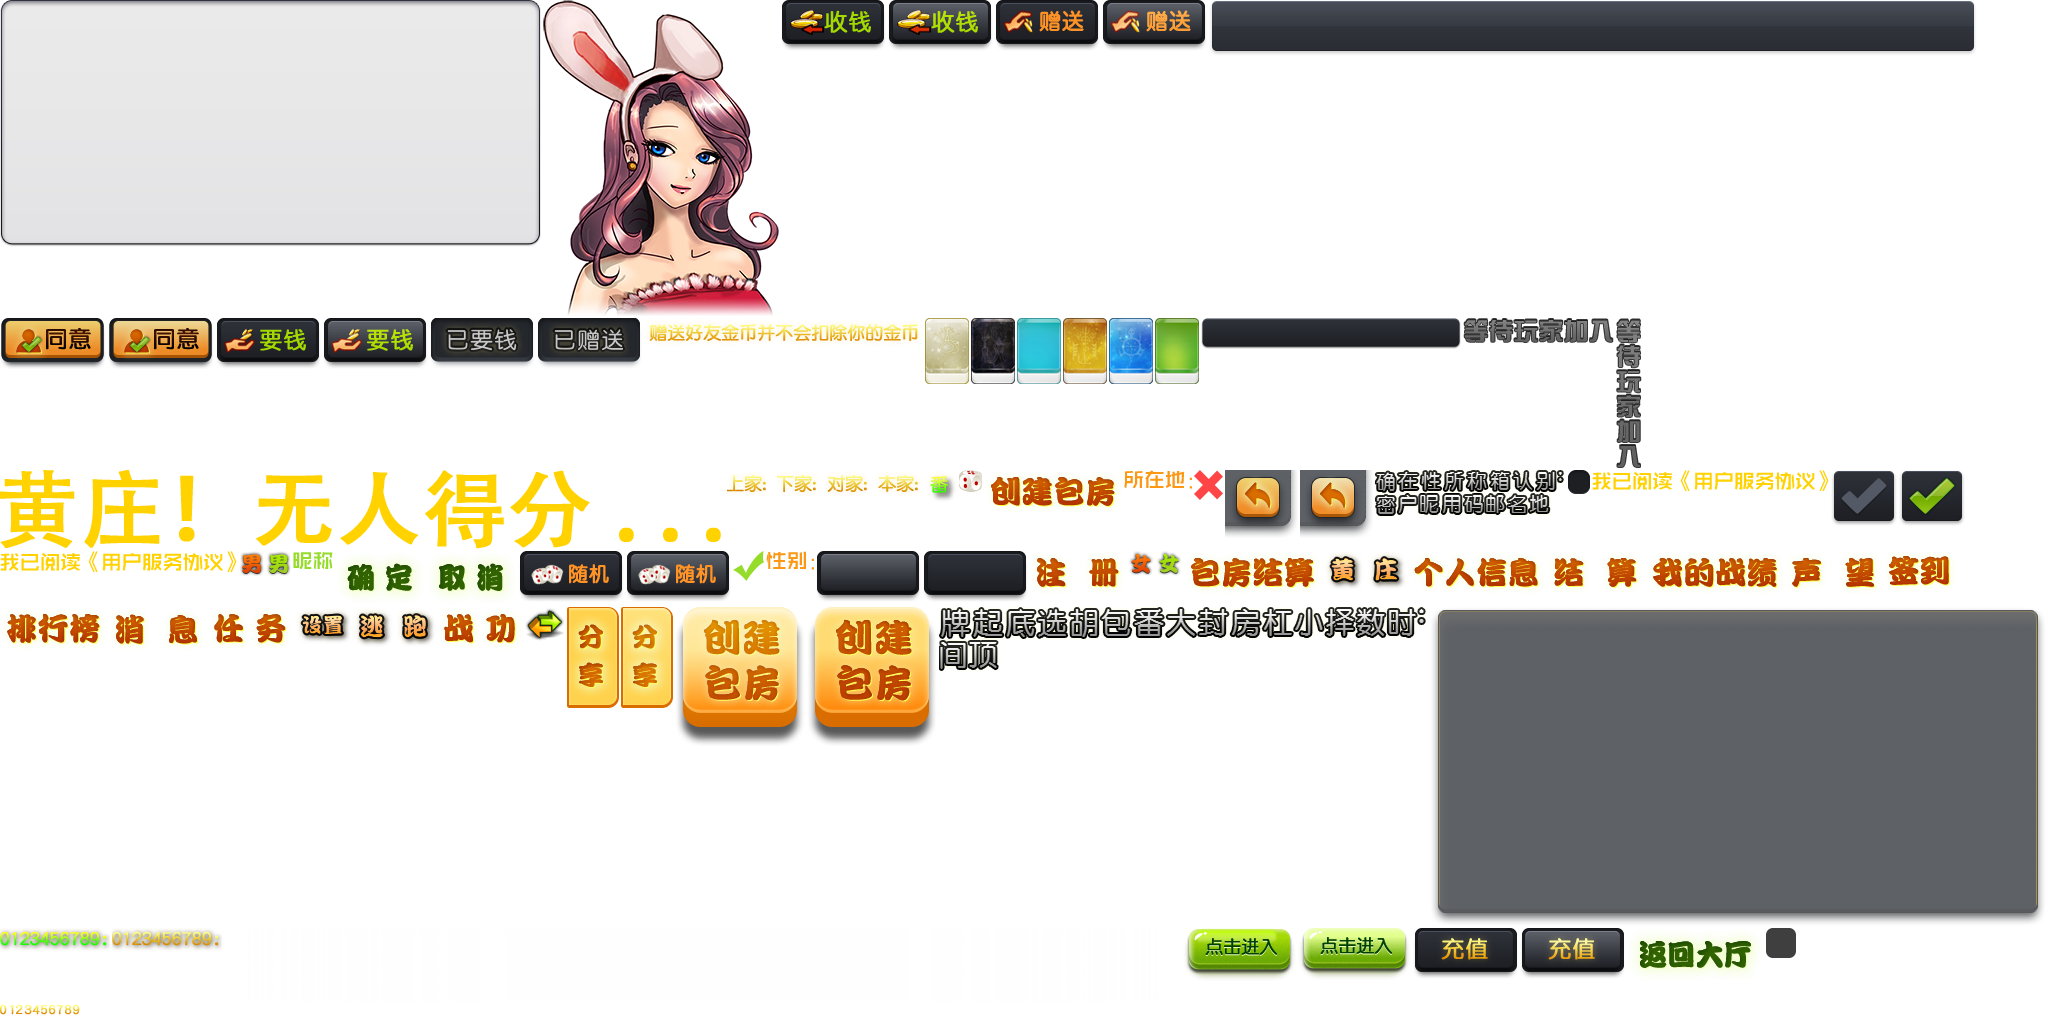 收钱
收钱
赠送
赠送
同意
同意
要钱
要钱
已要钱
已赠送
赠送好友金币并不会扣除你的金币
等待玩家加入
等待玩家加入
黄庄！无人得分...
上家:
下家:
对家:
本家:
番
创建包房
所在地:
确在性所称箱认别:
密户昵用码邮名地
我已阅读《用户服务协议》
我已阅读《用户服务协议》
男
男
昵称
确定
取消
随机
随机
性别:
注册
女
女
包房结算
黄庄
个人信息
结算
我的战绩
声望
签到
排行榜
消息
任务
设置
逃跑
战功
分享
分享
创建包房
创建包房
牌起底选胡包番大封房杠小择数时:
间顶
0123456789:
0123456789:
点击进入
点击进入
充值
充值
返回大厅
0123456789